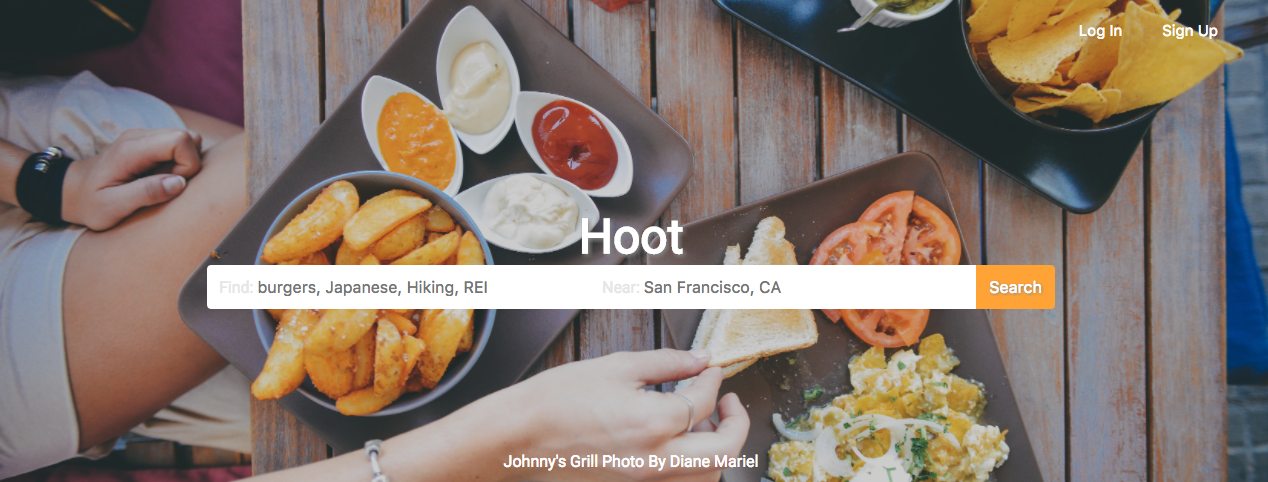 Log In Sign Up
Hoot
Find: burgers, Japanese, Hiking, REI Near: San Francisco, CA Search
Johnny's Grill Photo By Diane Mariel